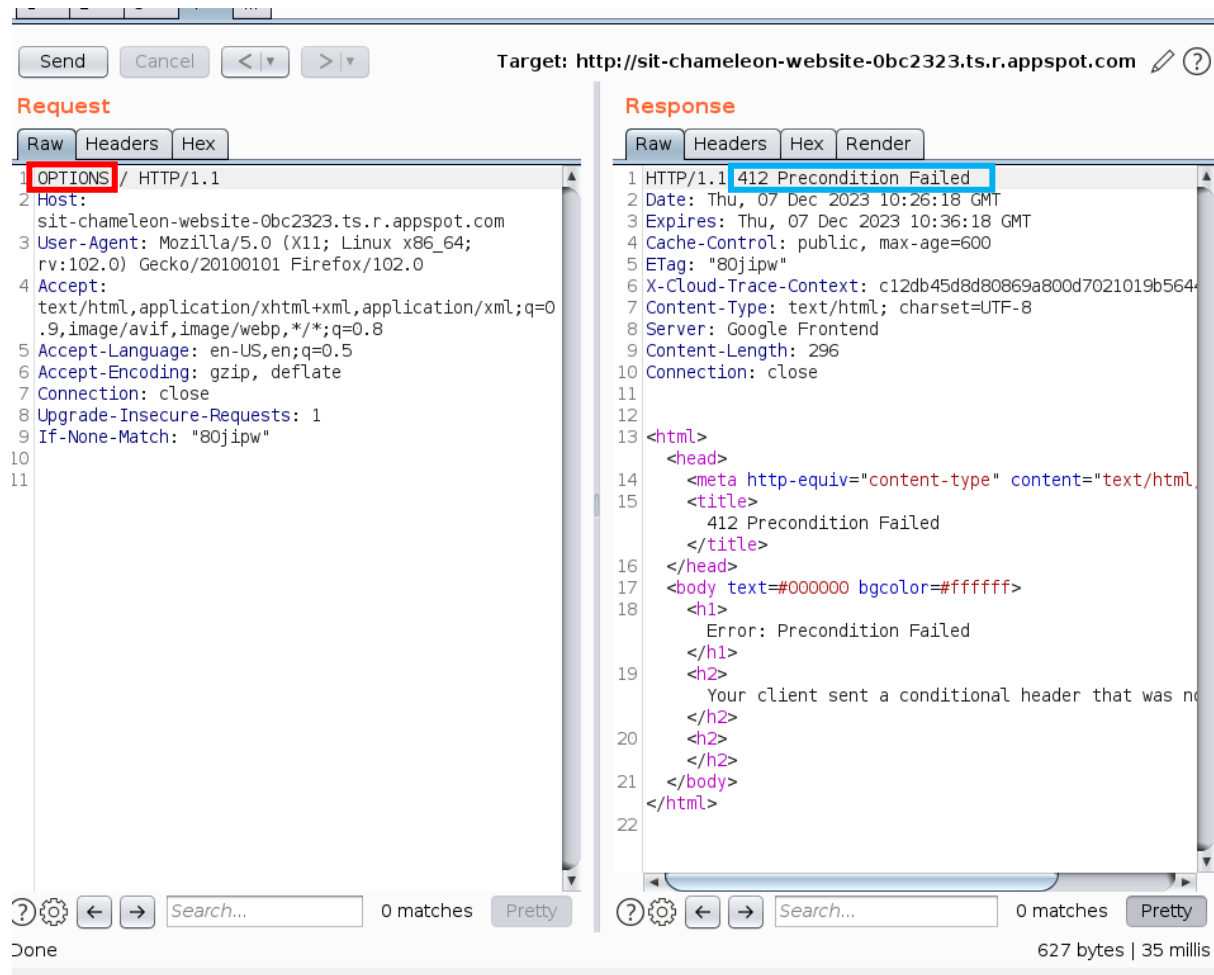 Send Cancel < > Target: http://sit-chameleon-website-0bc2323.ts.r.appspot.com ?
Request
Raw Headers Hex
1 OPTIONS / HTTP/1.1
2 Host:
sit-chameleon-website-0bc2323.ts.r.appspot.com
3 User-Agent: Mozilla/5.0 (X11; Linux x86_64;
rv:102.0) Gecko/20100101 Firefox/102.0
4 Accept:
text/html,application/xhtml+xml,application/xml;q=0
.9,image/avif,image/webp,*/*;q=0.8
5 Accept-Language: en-US,en;q=0.5
6 Accept-Encoding: gzip, deflate
7 Connection: close
8 Upgrade-Insecure-Requests: 1
9 If-None-Match: "80jipw"
10
11
? ← → Search... 0 matches Pretty
Response
Raw Headers Hex Render
1 HTTP/1.1 412 Precondition Failed
2 Date: Thu, 07 Dec 2023 10:26:18 GMT
3 Expires: Thu, 07 Dec 2023 10:36:18 GMT
4 Cache-Control: public, max-age=600
5 ETag: "80jipw"
6 X-Cloud-Trace-Context: c12db45d8d80869a800d7021019b564
7 Content-Type: text/html; charset=UTF-8
8 Server: Google Frontend
9 Content-Length: 296
10 Connection: close
11
12
13 <html>
<head>
14 <meta http-equiv="content-type" content="text/html;
15 <title>
412 Precondition Failed
</title>
16 </head>
17 <body text=#000000 bgcolor=#ffffff>
18 <h1>
Error: Precondition Failed
</h1>
19 <h2>
Your client sent a conditional header that was
</h2>
20 <h2>
</h2>
21 </body>
</html>
22
? ← → Search... 0 matches Pretty
Done 627 bytes | 35 millis